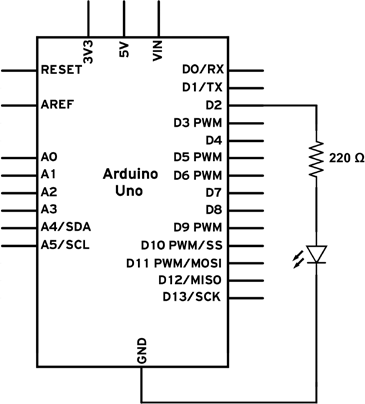 3V3
5V
VIN
RESET
AREF
A0
A1
A2
A3
A4/SDA
A5/SCL
Arduino
Uno
D0/RX
D1/TX
D2
D3 PWM
D4
D5 PWM
D6 PWM
D7
D8
D9 PWM
D10 PWM/SS
D11 PWM/MOSI
D12/MISO
D13/SCK
GND
220 Ω